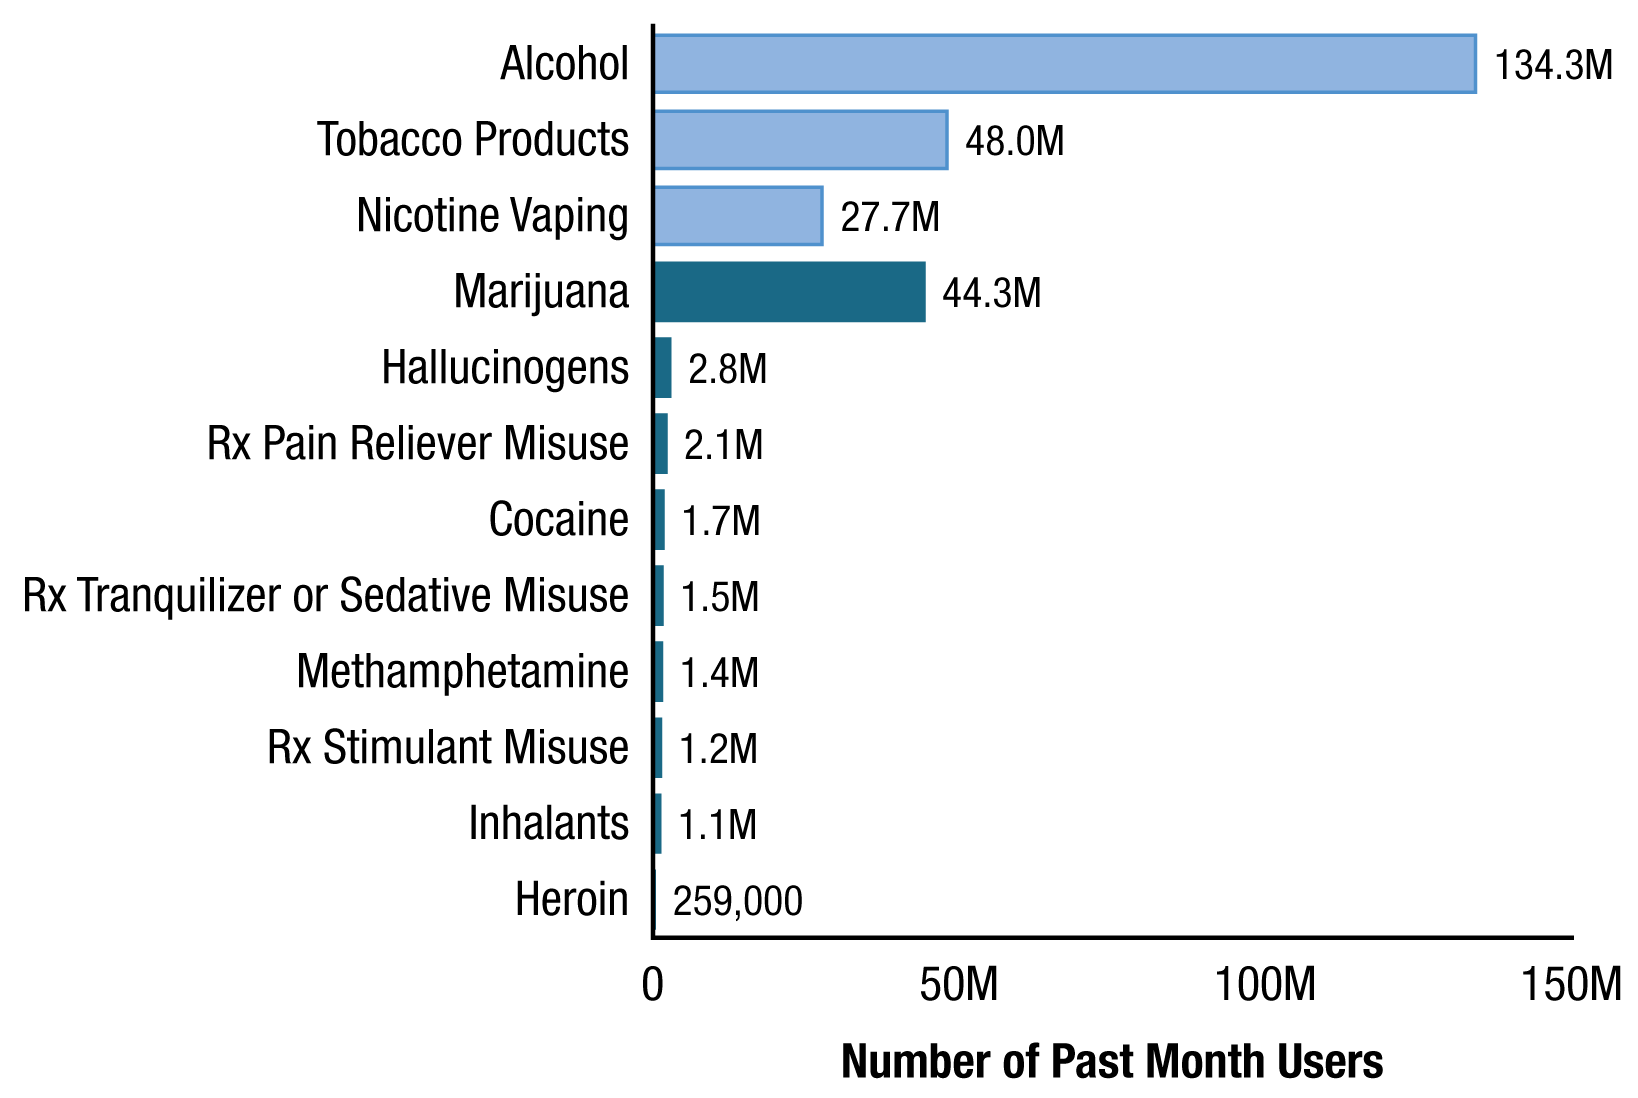 Alcohol 134.3M
Tobacco Products 48.0M
Nicotine Vaping 27.7M
Marijuana 44.3M
Hallucinogens 2.8M
Rx Pain Reliever Misuse 2.1M
Cocaine 1.7M
Rx Tranquilizer or Sedative Misuse 1.5M
Methamphetamine 1.4M
Rx Stimulant Misuse 1.2M
Inhalants 1.1M
Heroin 259,000
0 50M 100M 150M
Number of Past Month Users